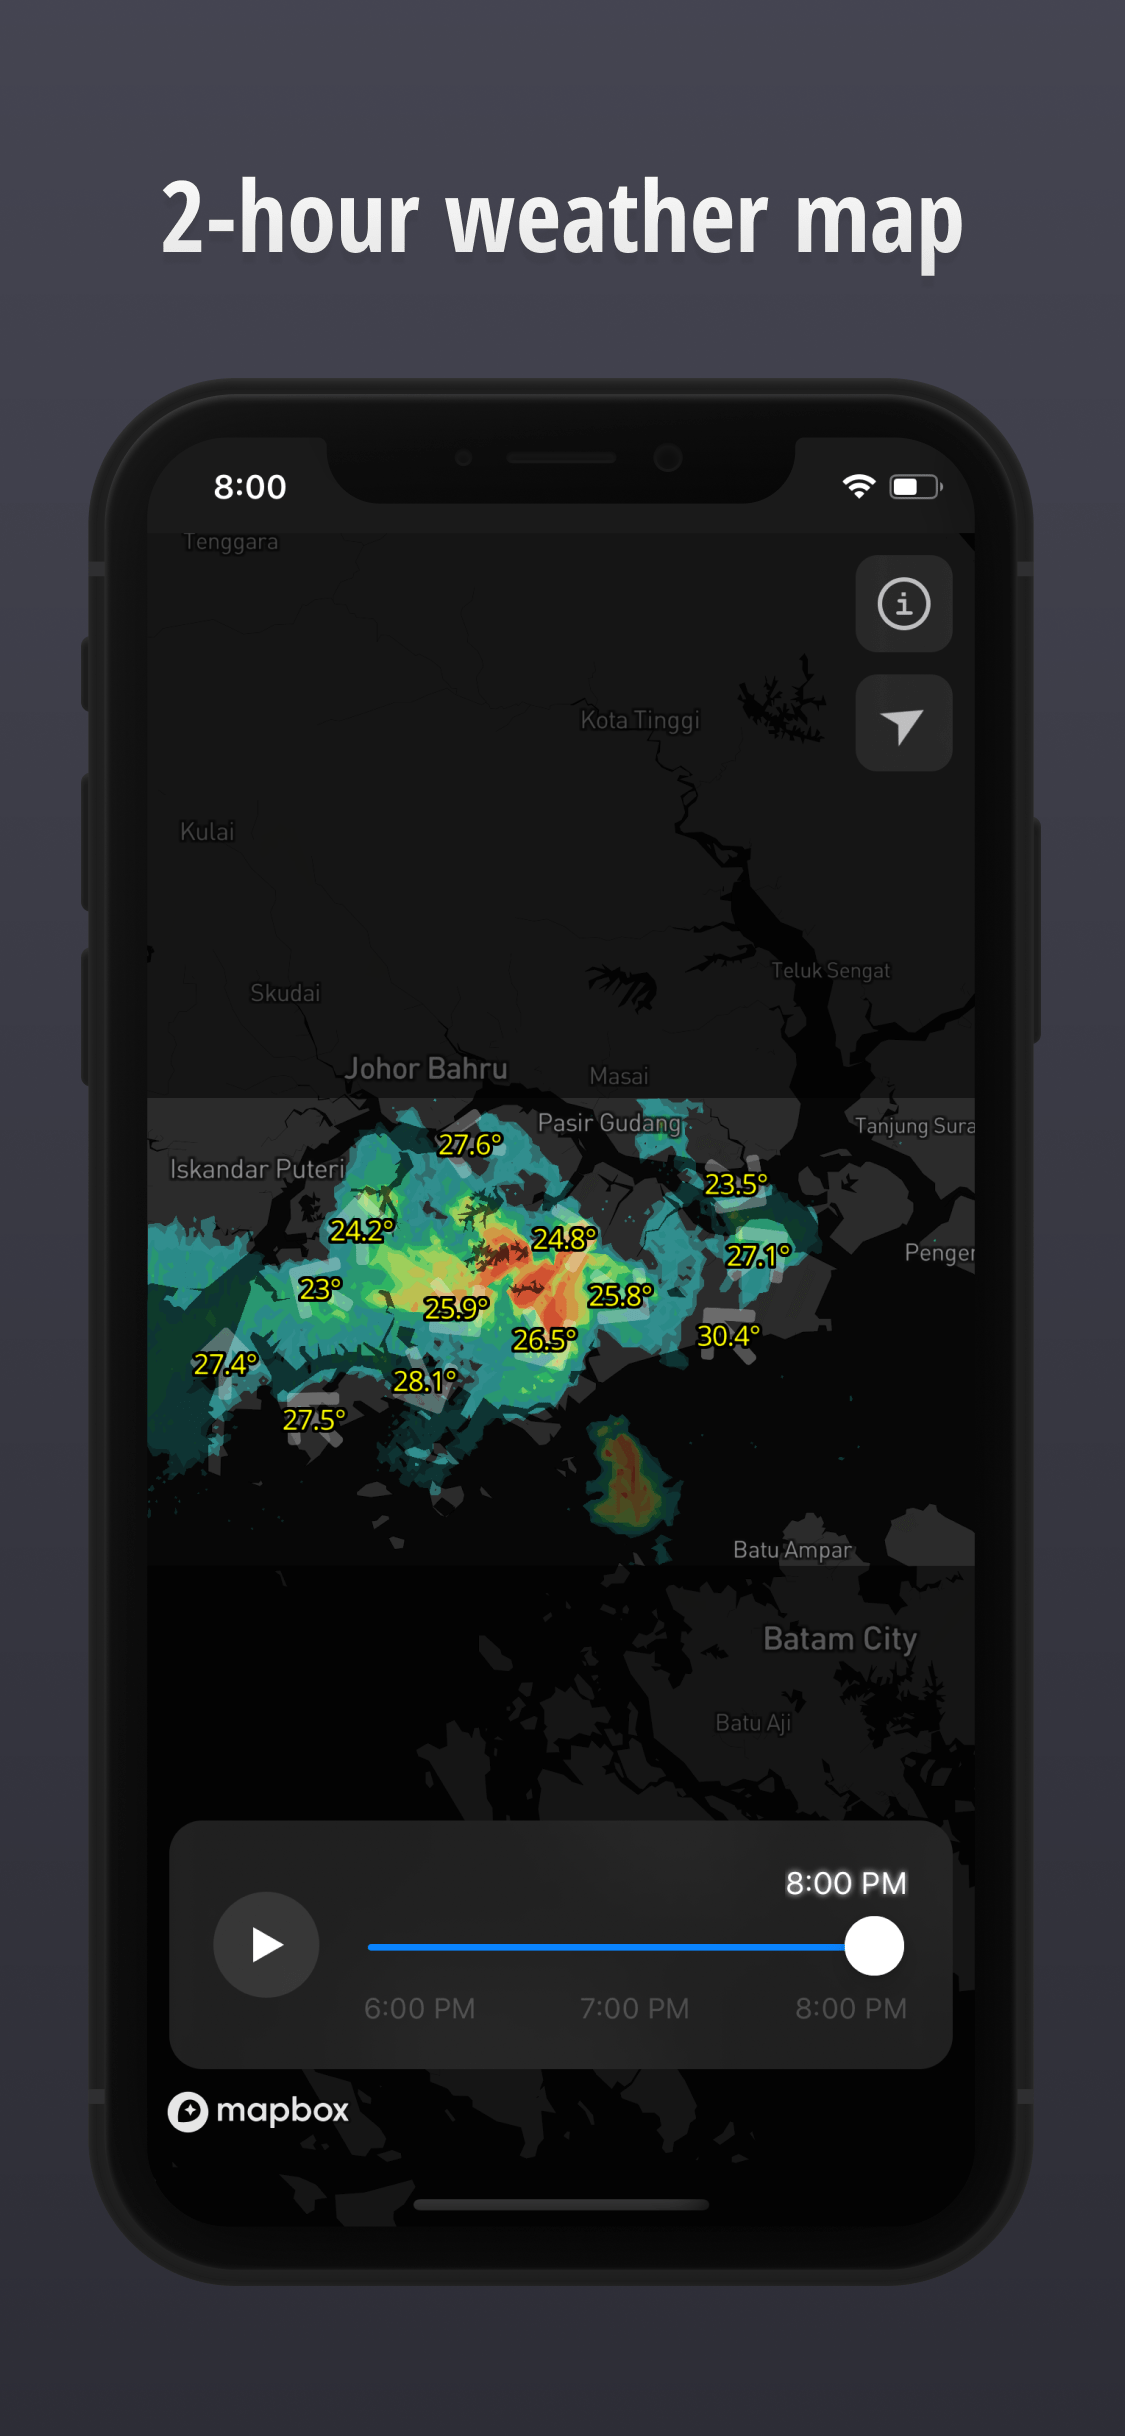 2-hour weather map
8:00
Tenggara
Kota Tinggi
Kulai
Teluk Sengat
Skudai
Johor Bahru
Masai
Pasir Gudang
Tanjung Sura
27.6°
Iskandar Puteri
23.5°
24.2°
24.8°
27.1°
Penger
23°
25.9°
25.8°
26.5°
30.4°
27.4°
28.1°
27.5°
Batu Ampar
Batam City
Batu Aji
8:00 PM
6:00 PM 7:00 PM 8:00 PM
mapbox